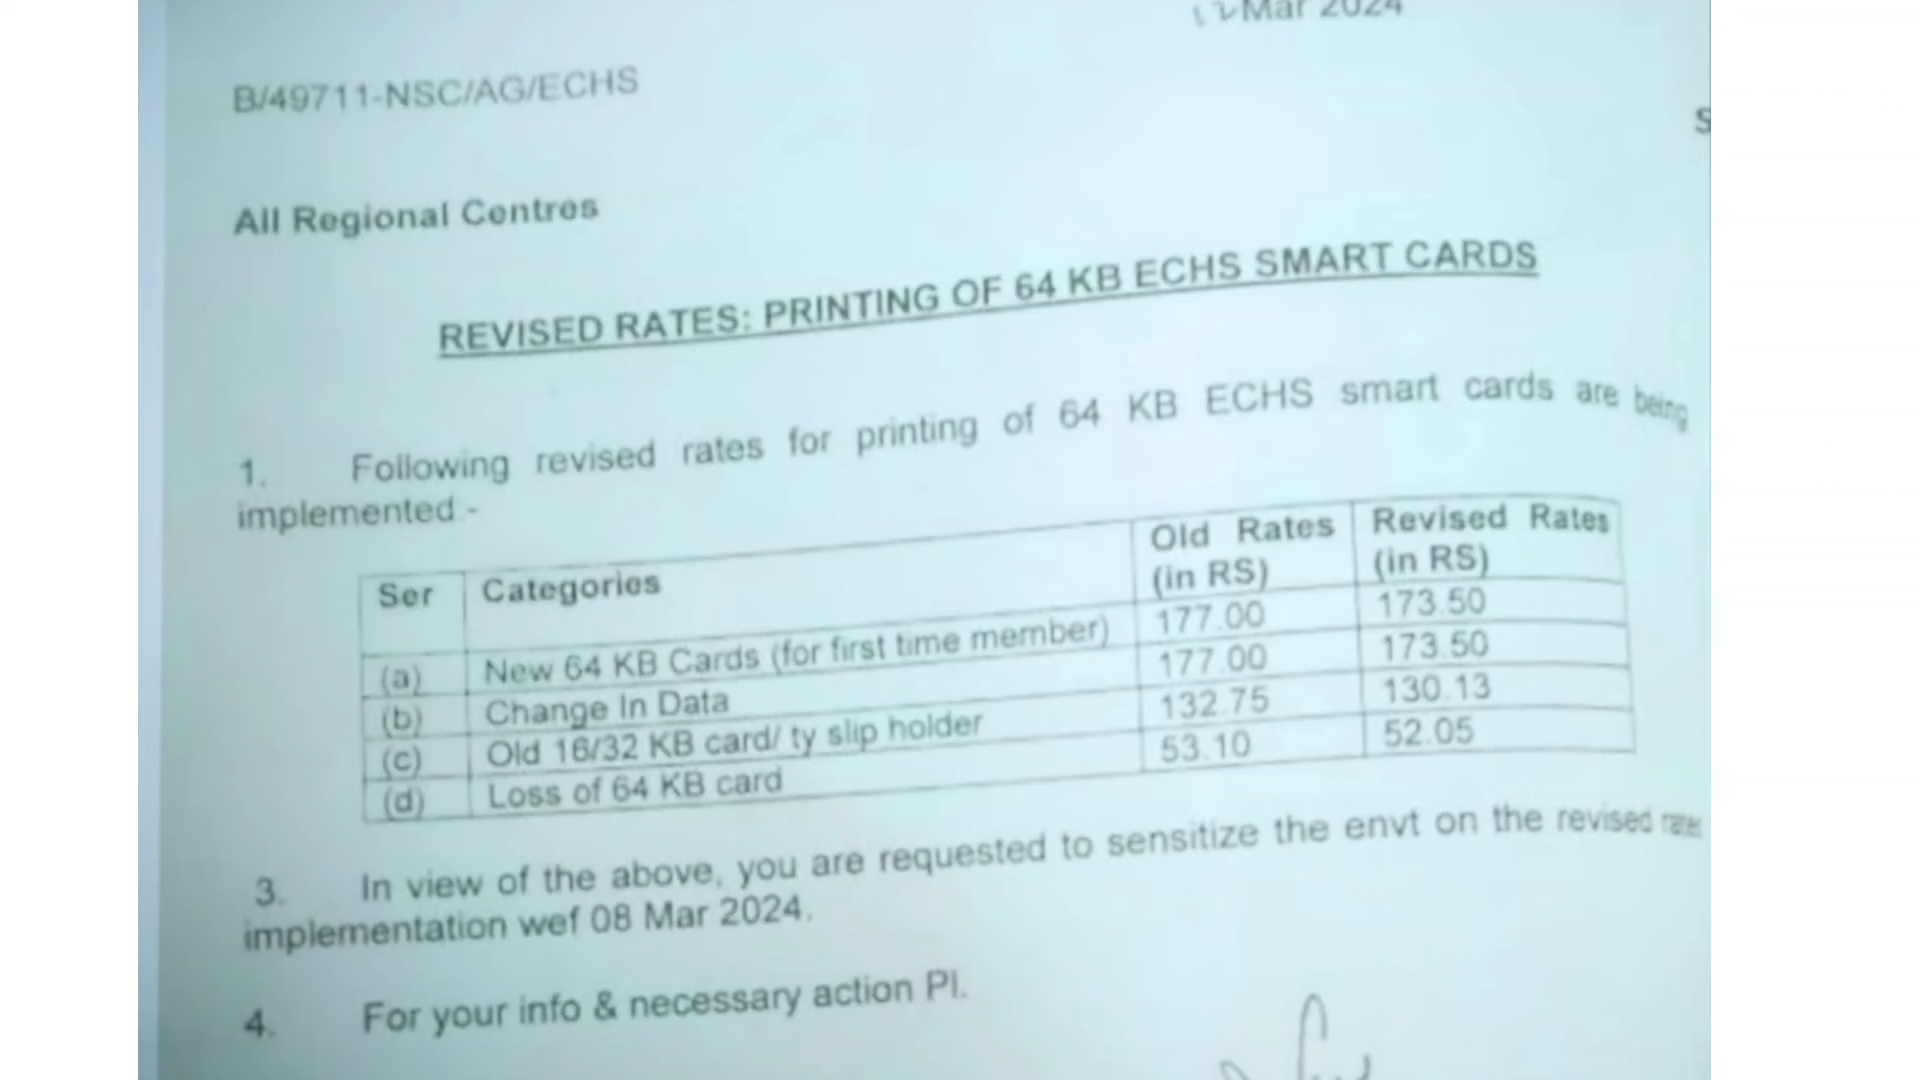 12 Mar 2024
B/49711-NSC/AG/ECHS
S
All Regional Centres
REVISED RATES: PRINTING OF 64 KB ECHS SMART CARDS
1. Following revised rates for printing of 64 KB ECHS smart cards are being
implemented:-
Ser Categories Old Rates (in RS) Revised Rates (in RS)
(a) New 64 KB Cards (for first time member) 177.00 173.50
(b) Change In Data 177.00 173.50
(c) Old 16/32 KB card/ ty slip holder 132.75 130.13
(d) Loss of 64 KB card 53.10 52.05
3. In view of the above, you are requested to sensitize the envt on the revised rates
implementation wef 08 Mar 2024.
4. For your info & necessary action Pl.